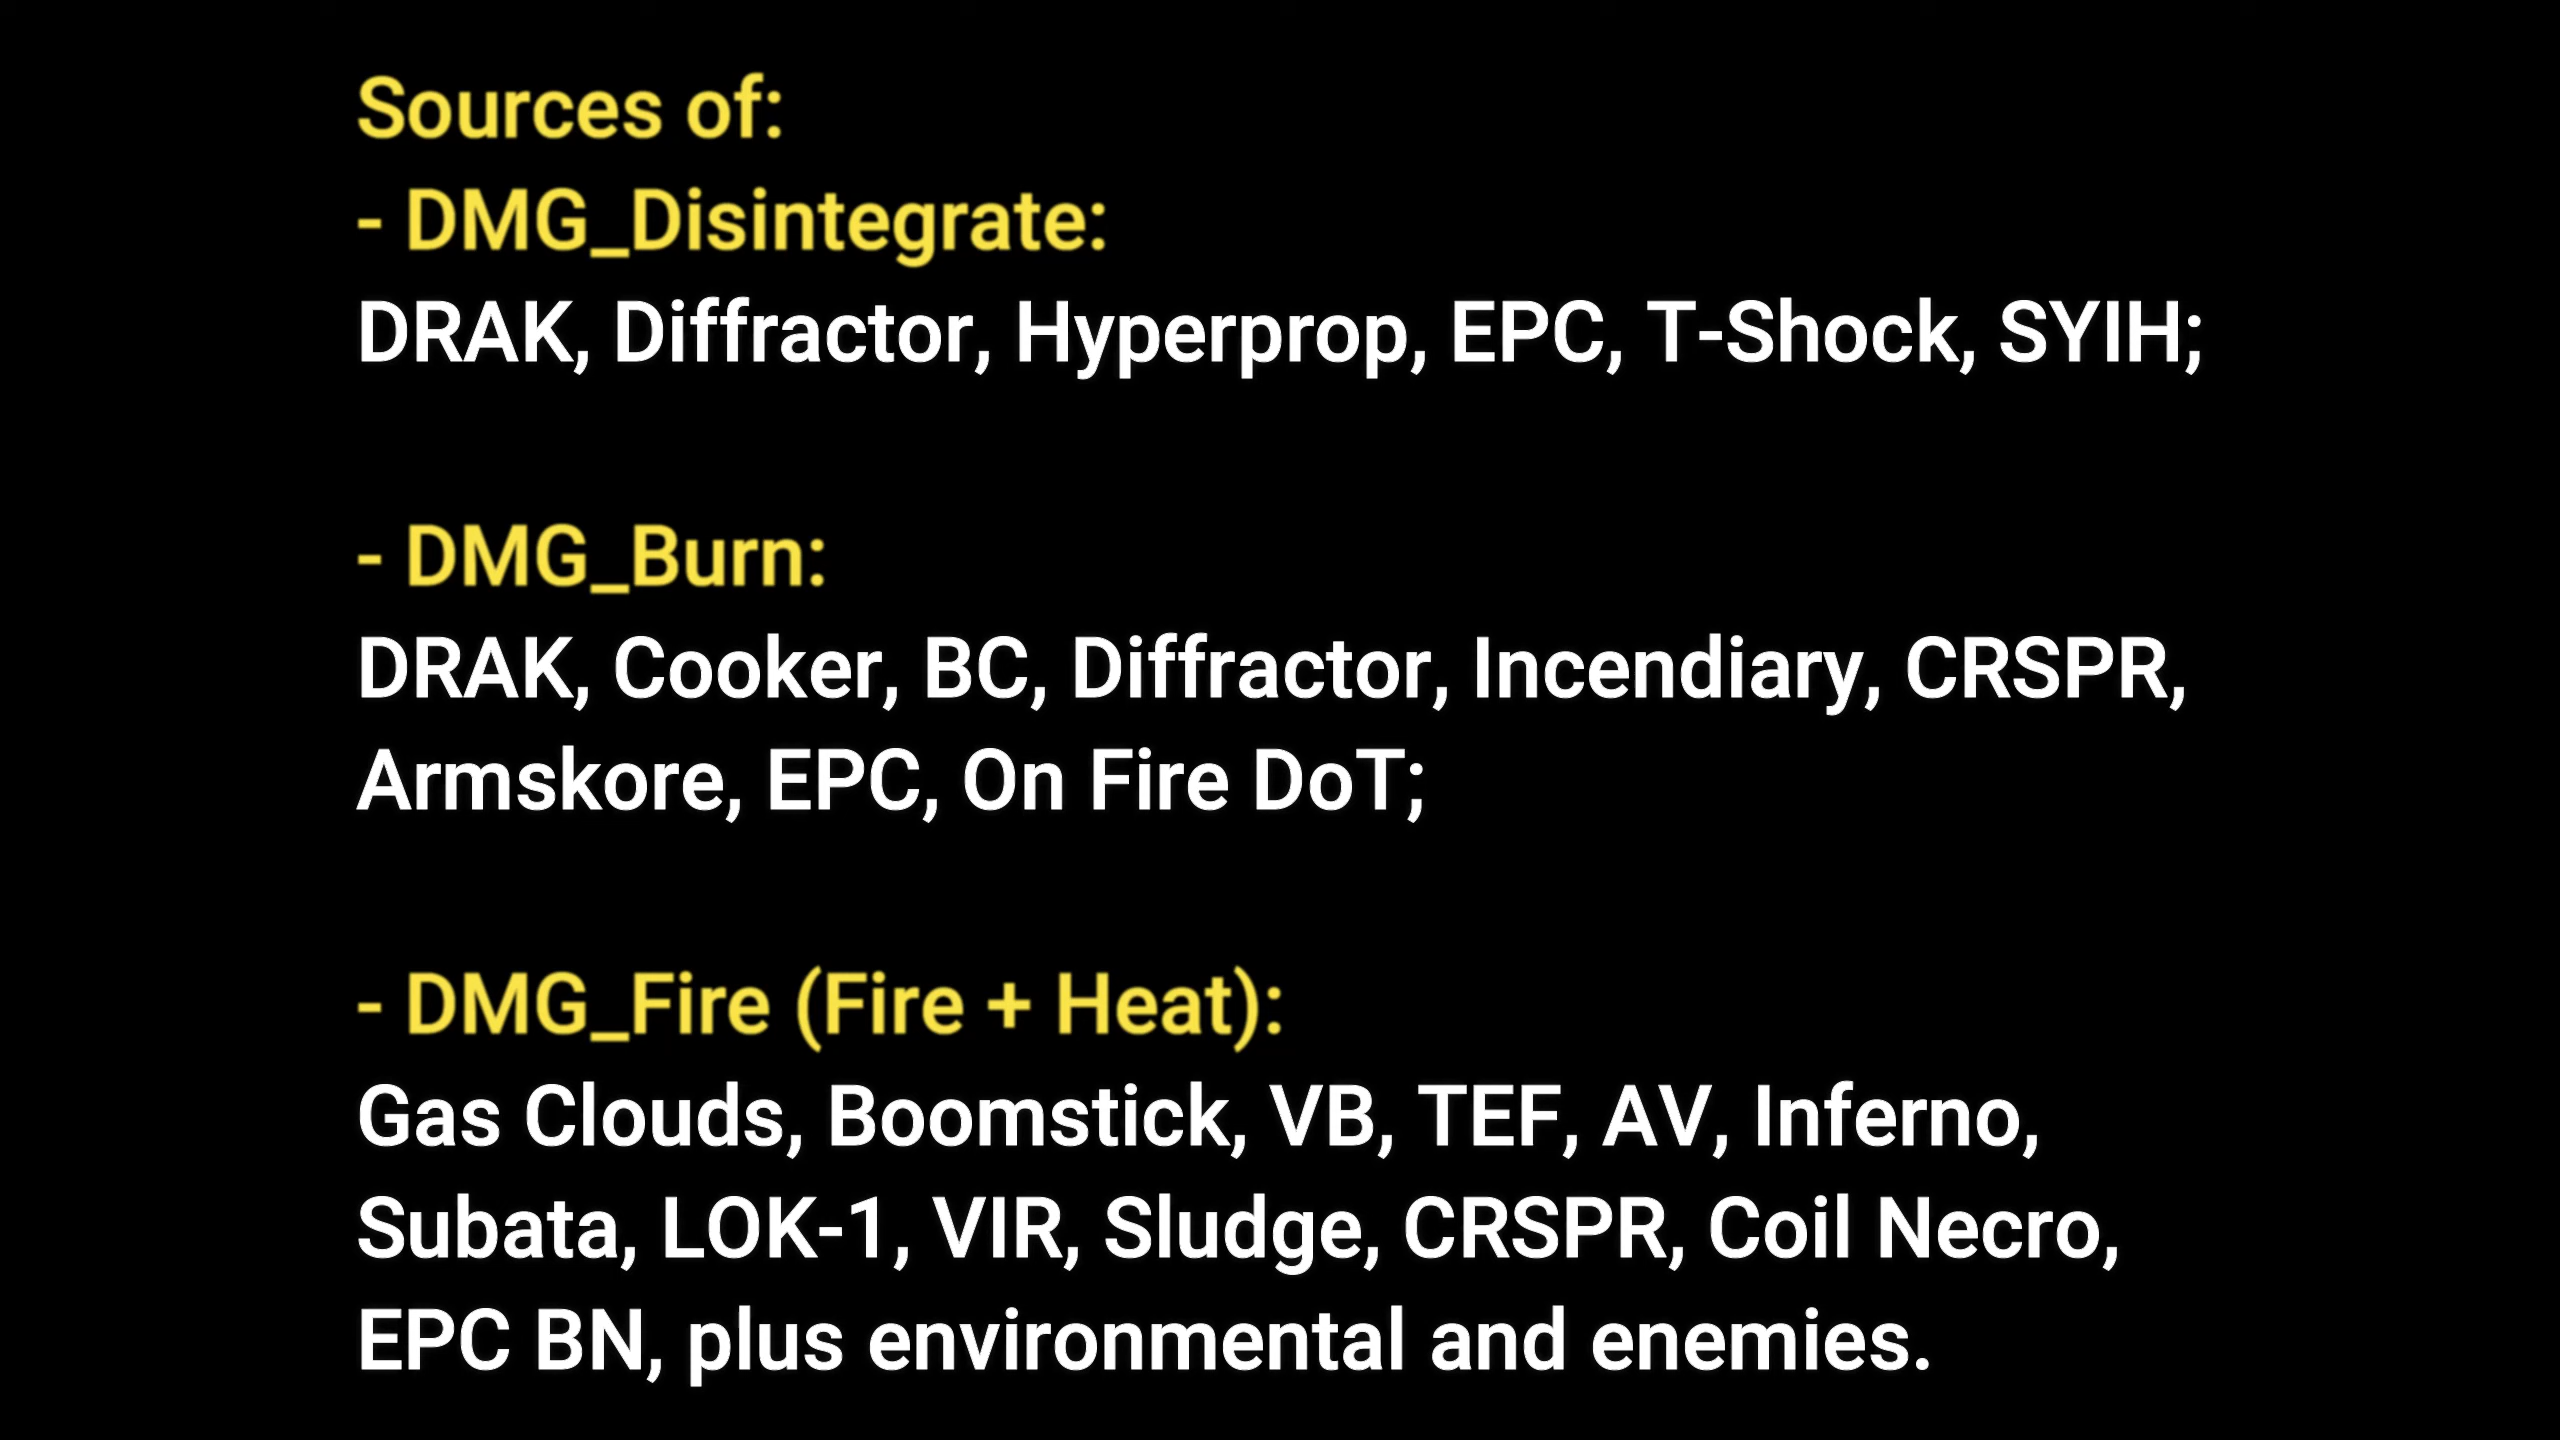 Sources of:
- DMG_Disintegrate:
DRAK, Diffractor, Hyperprop, EPC, T-Shock, SYIH;
- DMG_Burn:
DRAK, Cooker, BC, Diffractor, Incendiary, CRSPR,
Armskore, EPC, On Fire DoT;
- DMG_Fire (Fire + Heat):
Gas Clouds, Boomstick, VB, TEF, AV, Inferno,
Subata, LOK-1, VIR, Sludge, CRSPR, Coil Necro,
EPC BN, plus environmental and enemies.